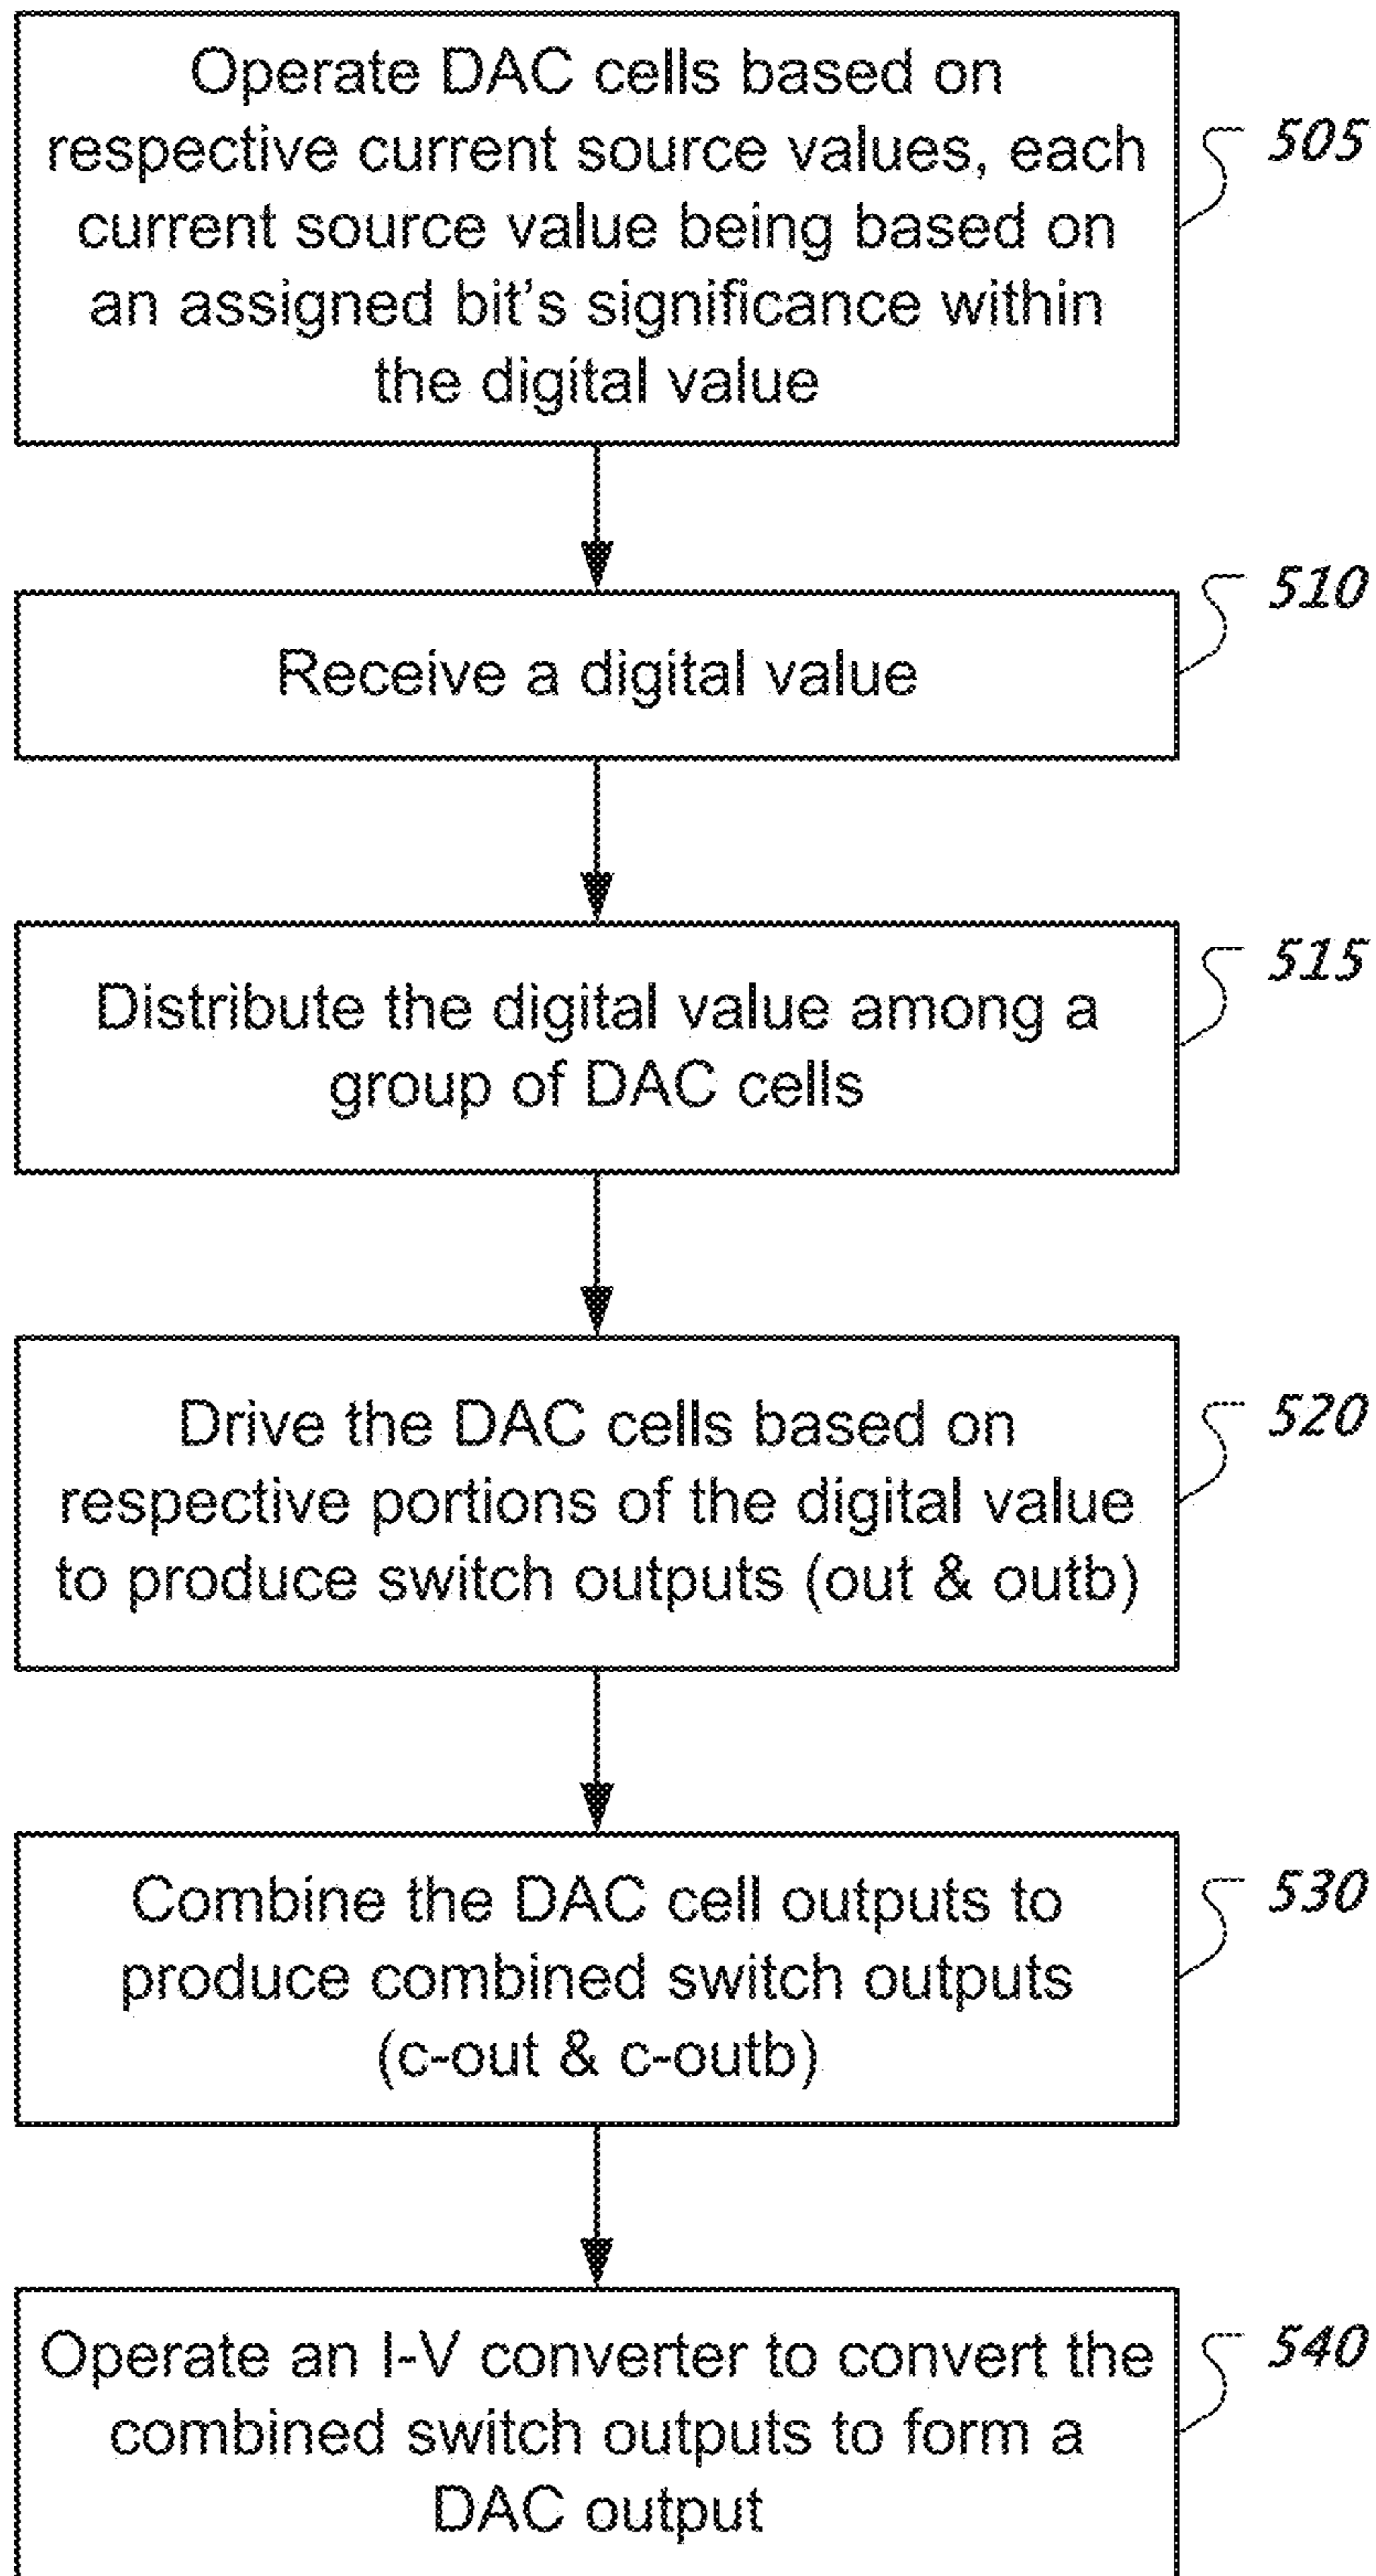 Operate DAC cells based on
respective current source values, each
current source value being based on
an assigned bit's significance within
the digital value
505
Receive a digital value
510
Distribute the digital value among a
group of DAC cells
515
Drive the DAC cells based on
respective portions of the digital value
to produce switch outputs (out & outb)
520
Combine the DAC cell outputs to
produce combined switch outputs
(c-out & c-outb)
530
Operate an I-V converter to convert the
combined switch outputs to form a
DAC output
540